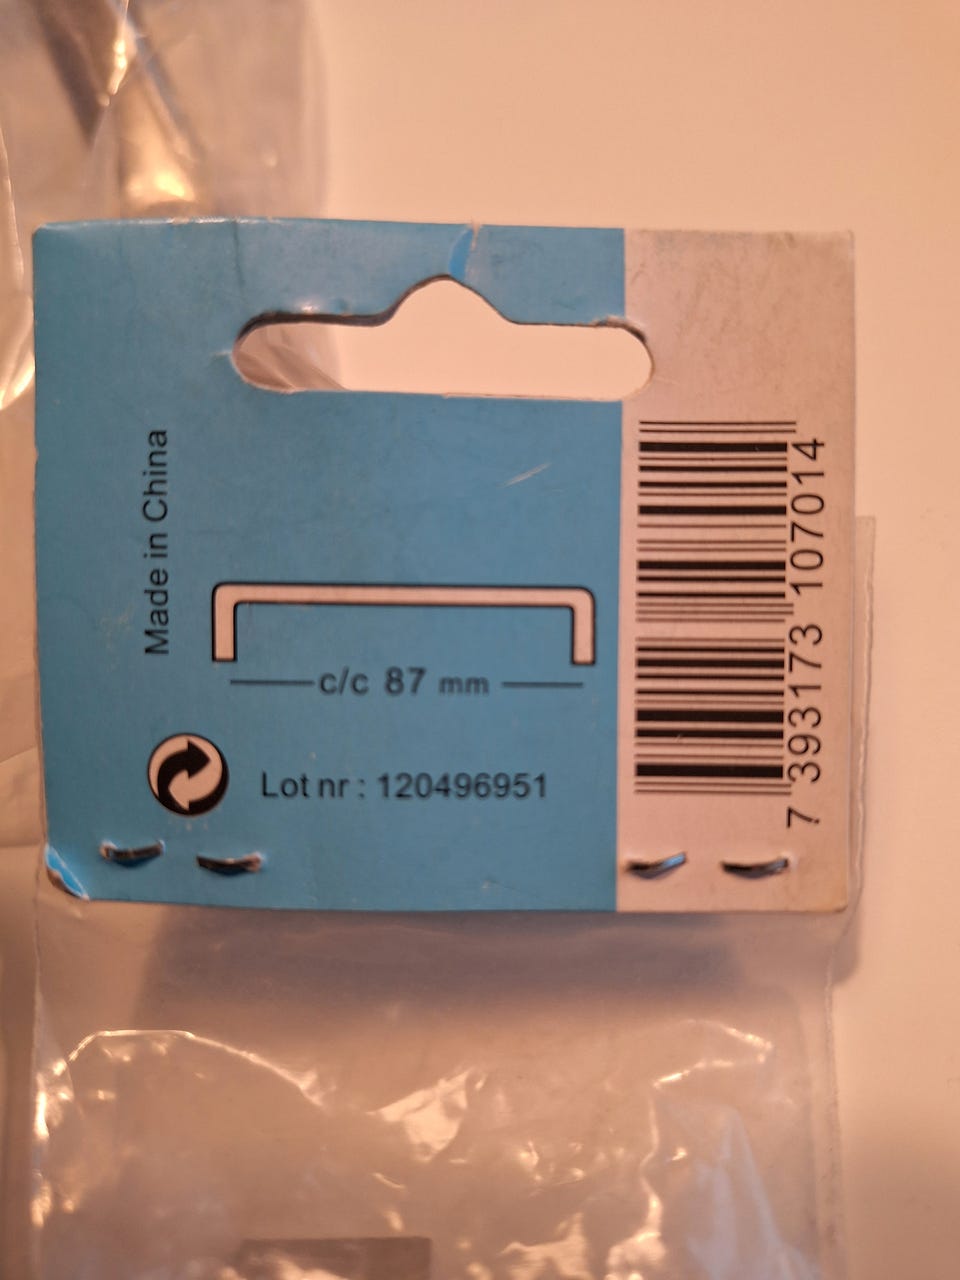 Made in China
c/c 87 mm
Lot nr : 120496951
7 393173 107014